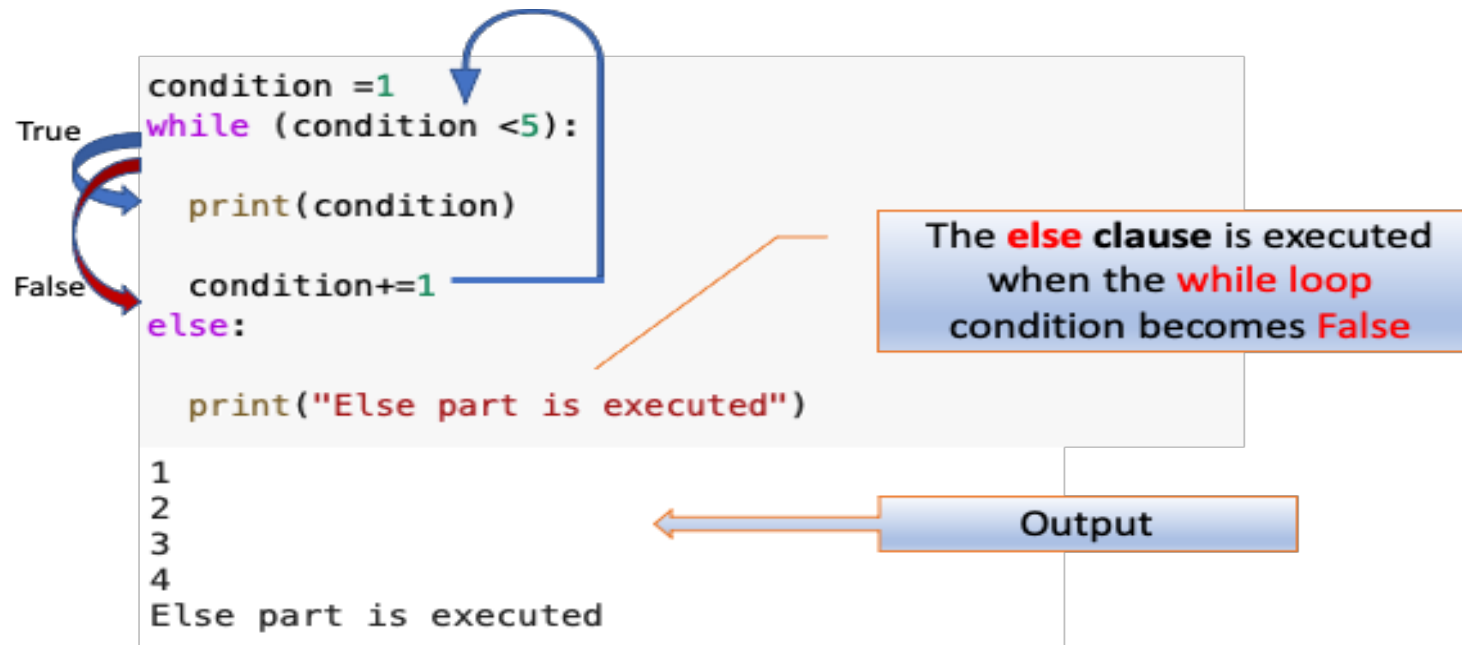 condition =1
True
while (condition <5):
print(condition)
The else clause is executed
when the while loop
condition becomes False
False
condition+=1
else:
print("Else part is executed")
1
2
3
4
Else part is executed
Output